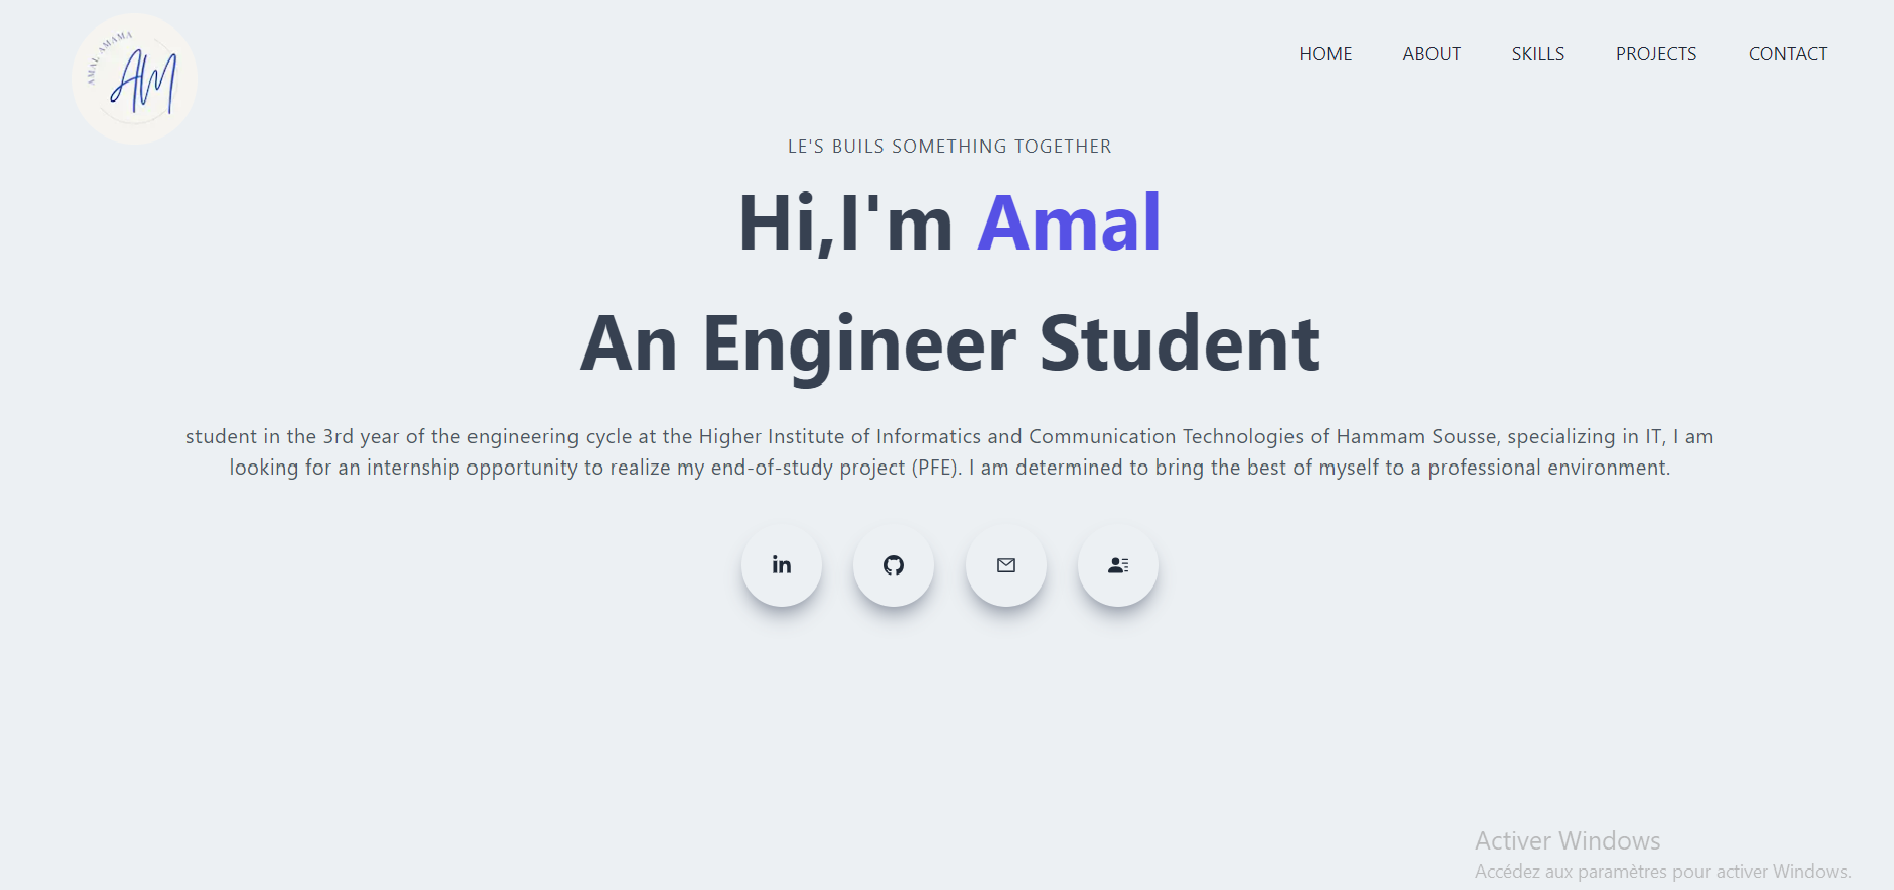 AMAL AMAMA
AM
HOME ABOUT SKILLS PROJECTS CONTACT
LE'S BUILS SOMETHING TOGETHER
Hi,I'm Amal
An Engineer Student
student in the 3rd year of the engineering cycle at the Higher Institute of Informatics and Communication Technologies of Hammam Sousse, specializing in IT, I am
looking for an internship opportunity to realize my end-of-study project (PFE). I am determined to bring the best of myself to a professional environment.
in
Activer Windows
Accédez aux paramètres pour activer Windows.